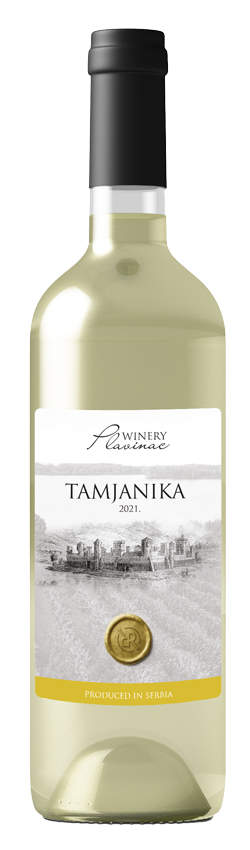 WINERY
Plavinac
TAMJANIKA
2021.
PRODUCED IN SERBIA